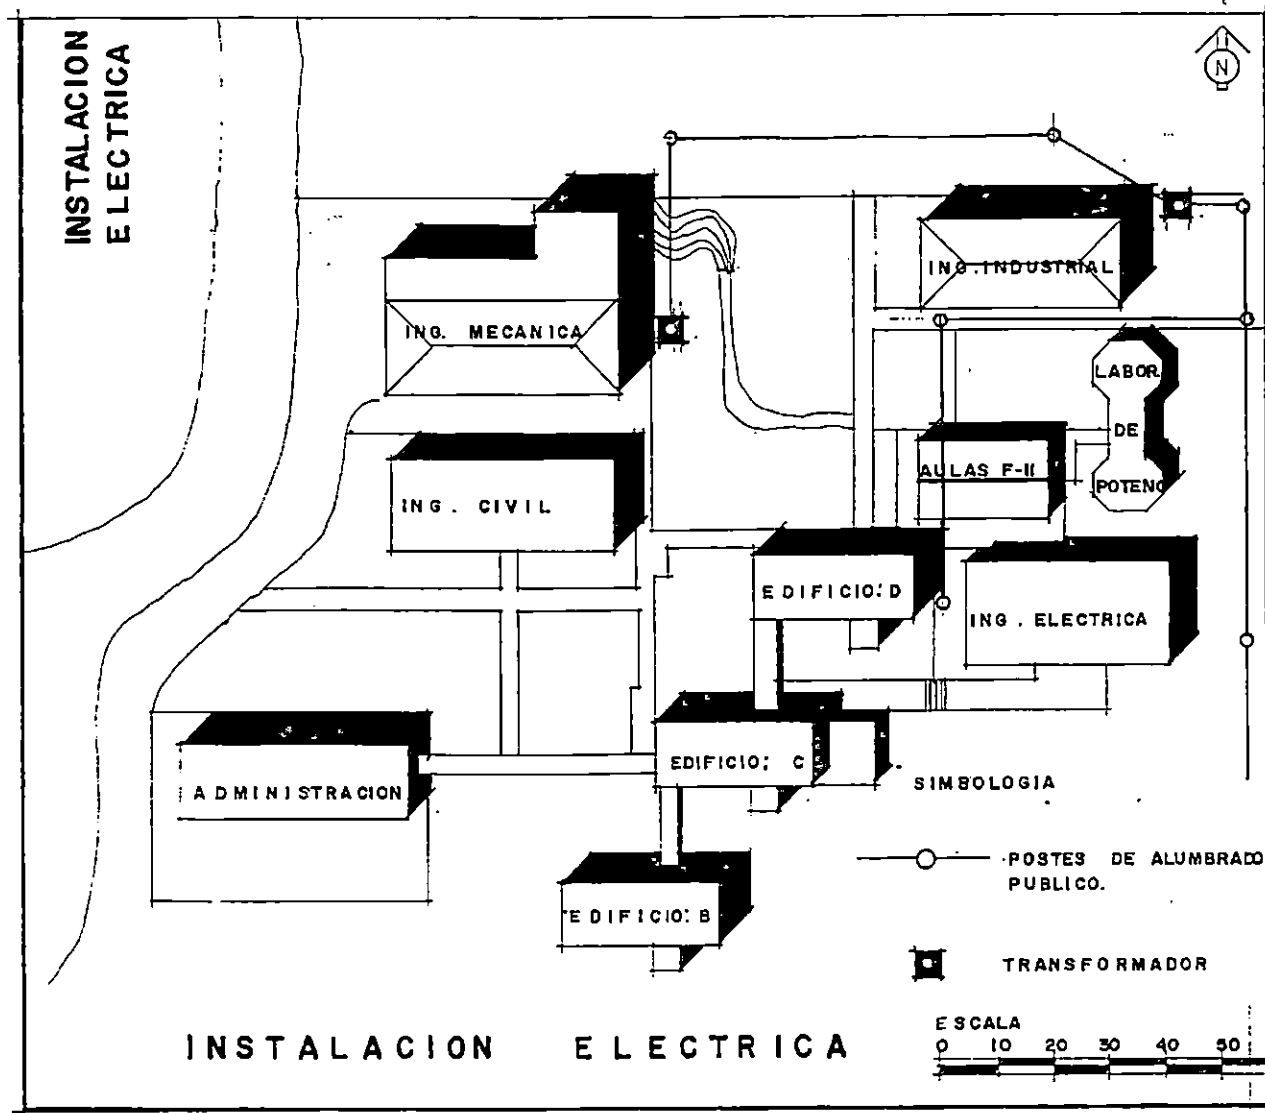 INSTALACION
ELECTRICA
N
ING. INDUSTRIAL
ING. MECANICA
LABOR.
DE
POTENC
AULAS F-II
ING. CIVIL
EDIFICIO: D
ING. ELECTRICA
EDIFICIO; C
ADMINISTRACION
SIMBOLOGIA
POSTES DE ALUMBRADO
PUBLICO.
EDIFICIO: B
TRANSFORMADOR
INSTALACION ELECTRICA
ESCALA
0 10 20 30 40 50